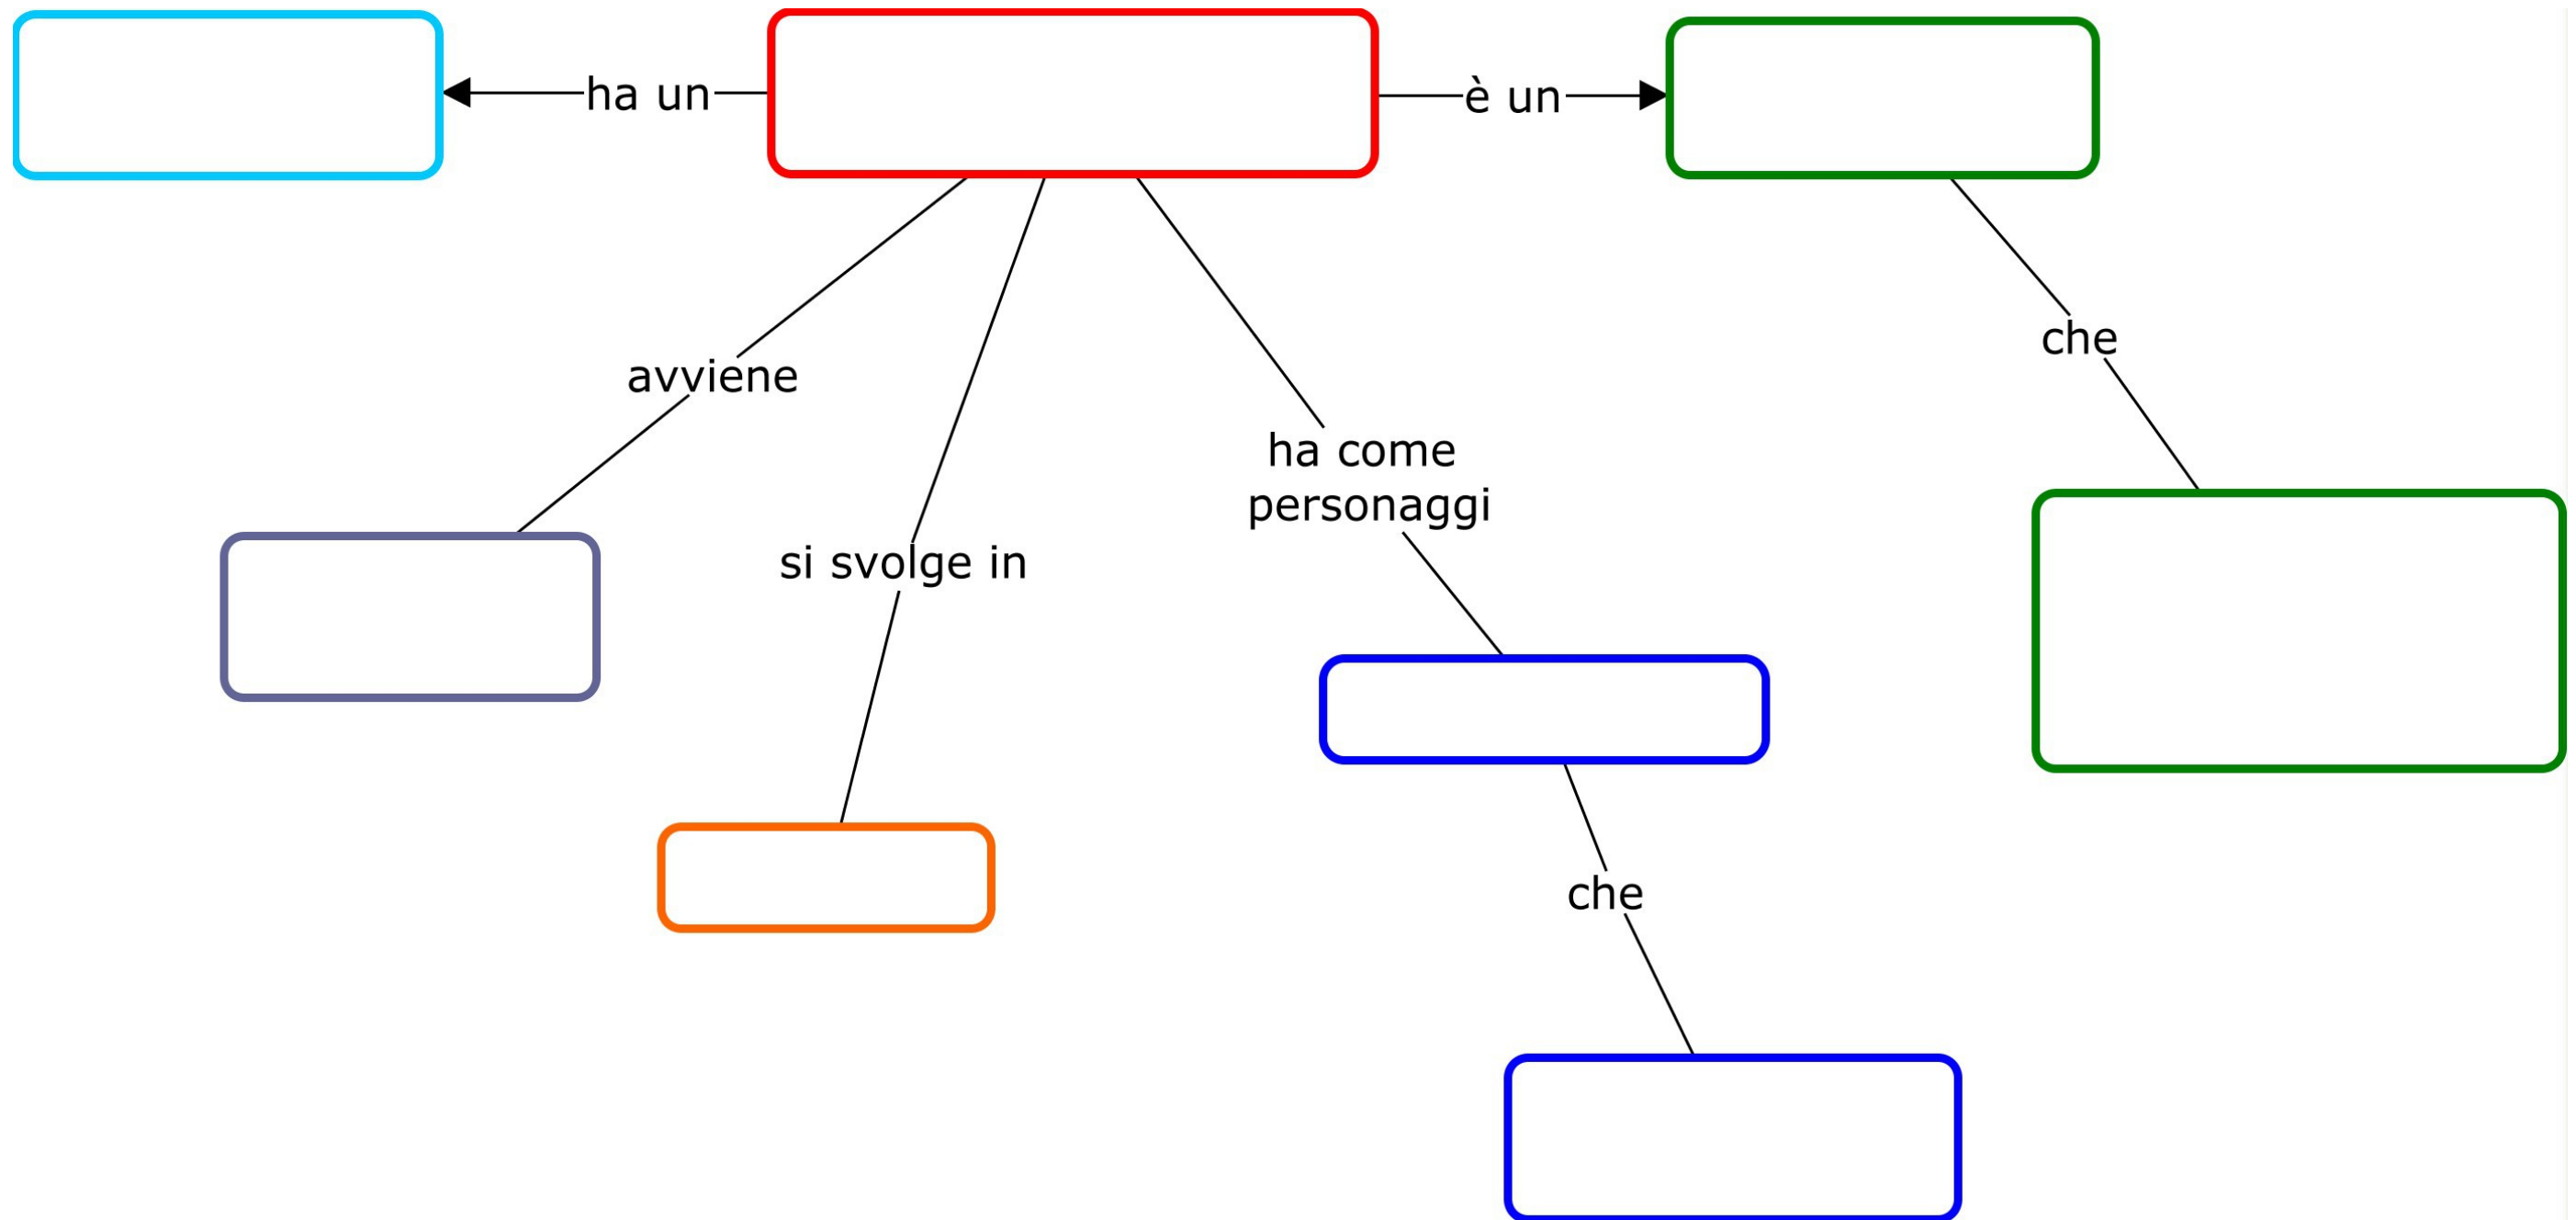 ha un
è un
che
avviene
ha come
personaggi
si svolge in
che